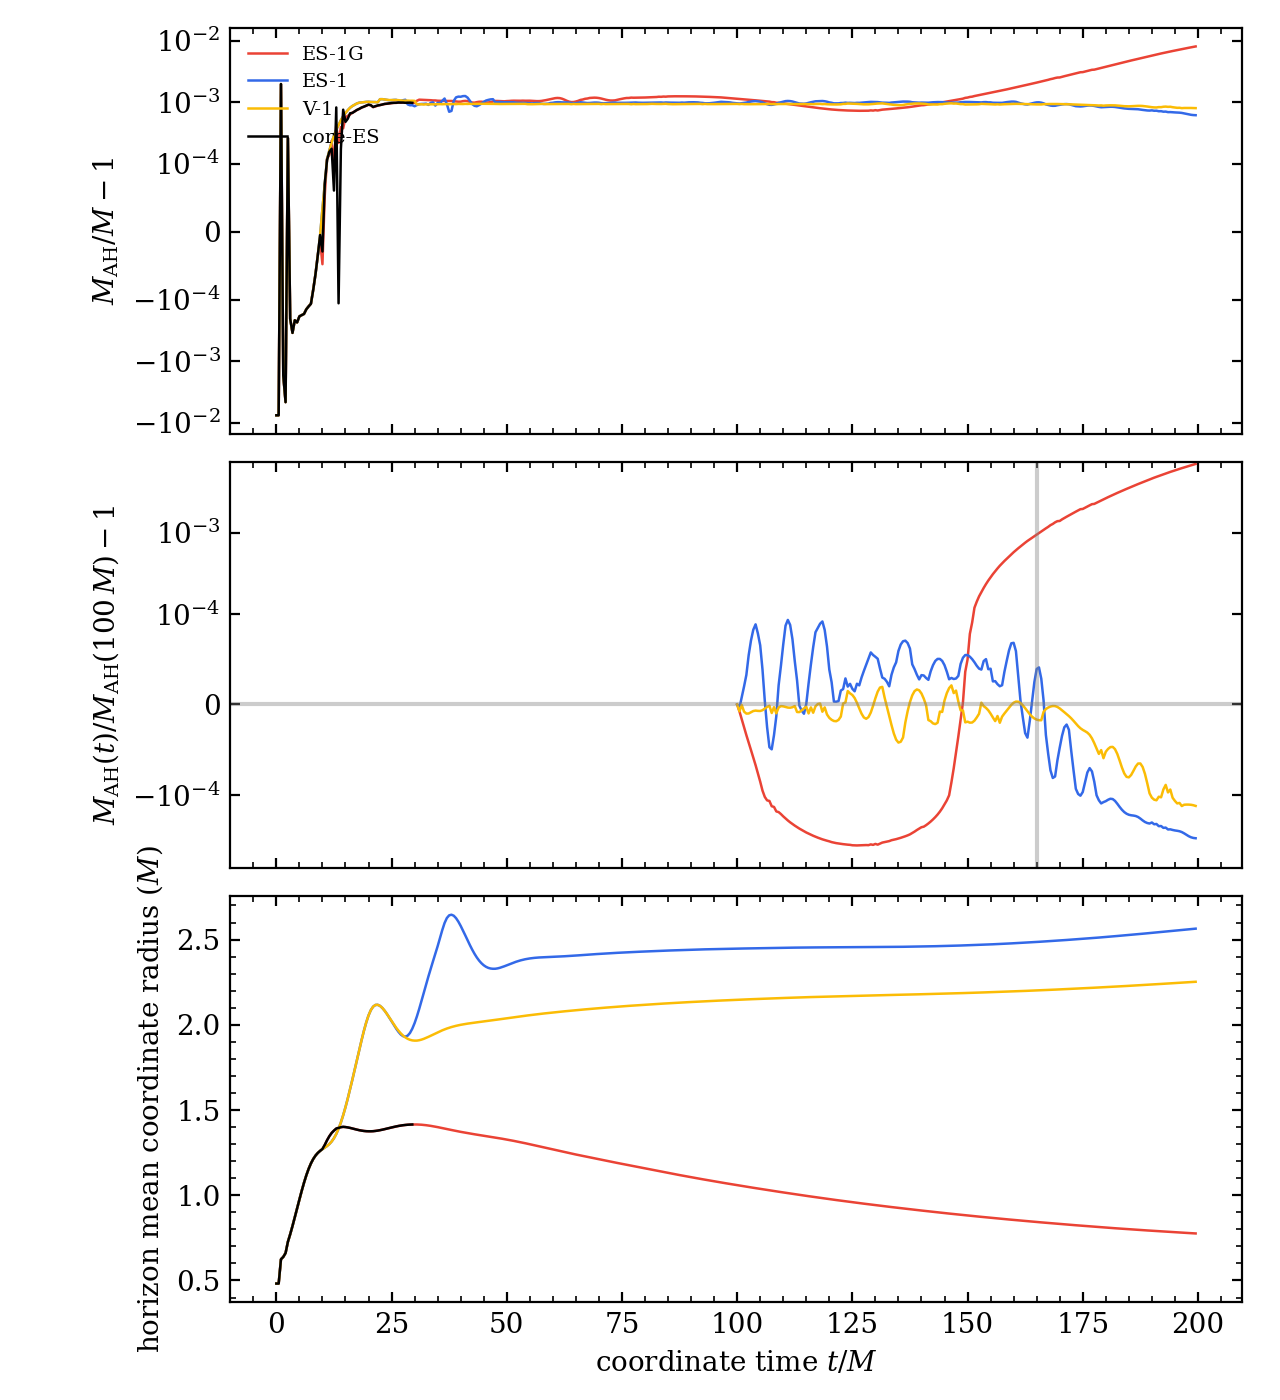 10⁻²
10⁻³
10⁻⁴
0
−10⁻⁴
−10⁻³
−10⁻²
M_AH/M − 1
ES-1G
ES-1
V-1
core-ES
10⁻³
10⁻⁴
0
−10⁻⁴
M_AH(t)/M_AH(100 M) − 1
2.5
2.0
1.5
1.0
0.5
horizon mean coordinate radius (M)
0 25 50 75 100 125 150 175 200
coordinate time t/M